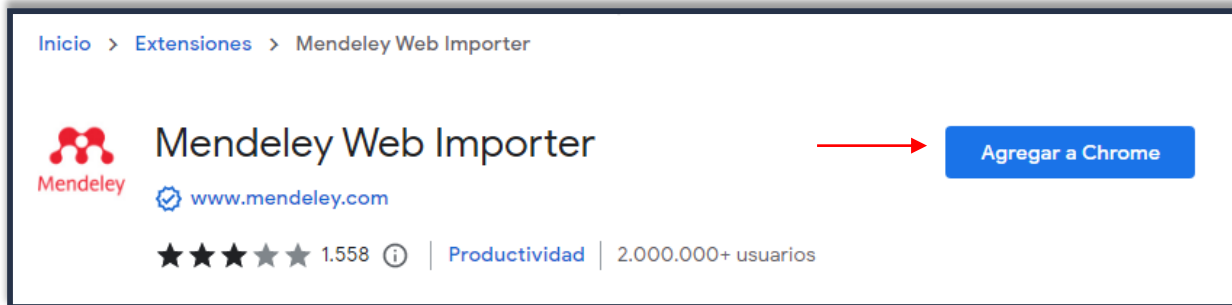 Inicio > Extensiones > Mendeley Web Importer
Mendeley Web Importer
Agregar a Chrome
Mendeley
www.mendeley.com
1.558 | Productividad | 2.000.000+ usuarios